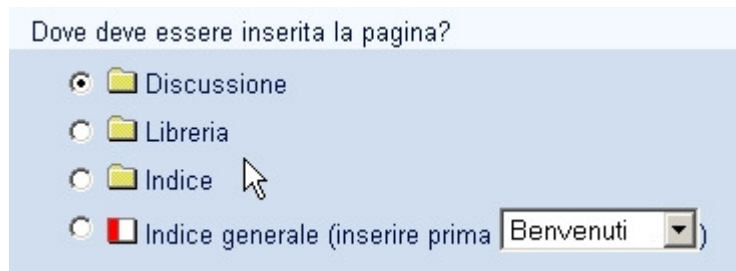 Dove deve essere inserita la pagina?
Discussione
Libreria
Indice
Indice generale (inserire prima Benvenuti )